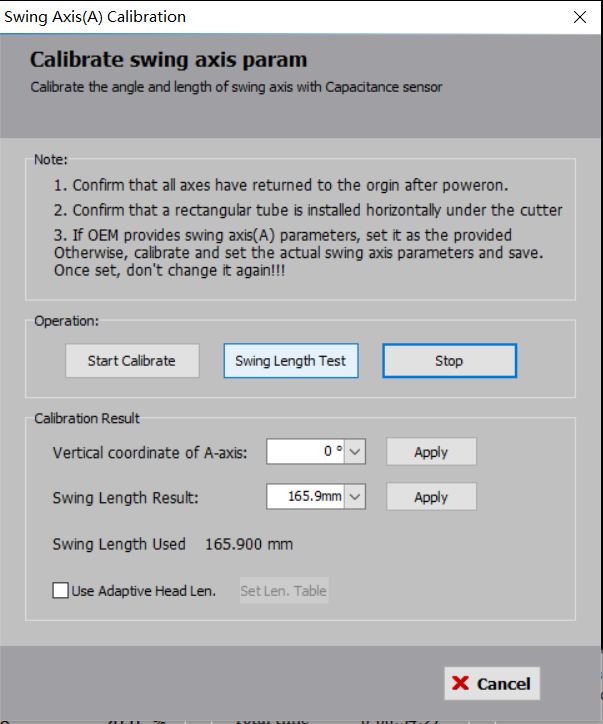 Swing Axis(A) Calibration
Calibrate swing axis param
Calibrate the angle and length of swing axis with Capacitance sensor
Note:
1. Confirm that all axes have returned to the orgin after poweron.
2. Confirm that a rectangular tube is installed horizontally under the cutter
3. If OEM provides swing axis(A) parameters, set it as the provided
Otherwise, calibrate and set the actual swing axis parameters and save.
Once set, don't change it again!!!
Operation:
Start Calibrate
Swing Length Test
Stop
Calibration Result
Vertical coordinate of A-axis: 0 ° Apply
Swing Length Result: 165.9mm Apply
Swing Length Used 165.900 mm
Use Adaptive Head Len. Set Len. Table
Cancel